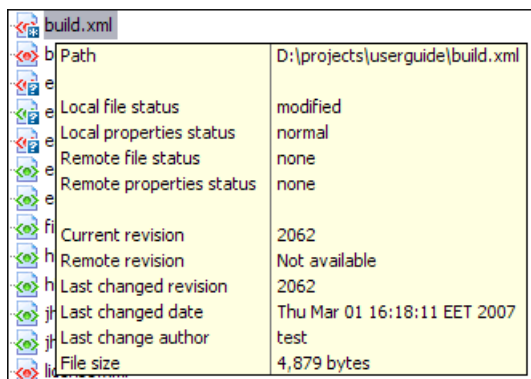 build.xml
Path D:\projects\userguide\build.xml
Local file status modified
Local properties status normal
Remote file status none
Remote properties status none
Current revision 2062
Remote revision Not available
Last changed revision 2062
Last changed date Thu Mar 01 16:18:11 EET 2007
Last change author test
File size 4,879 bytes